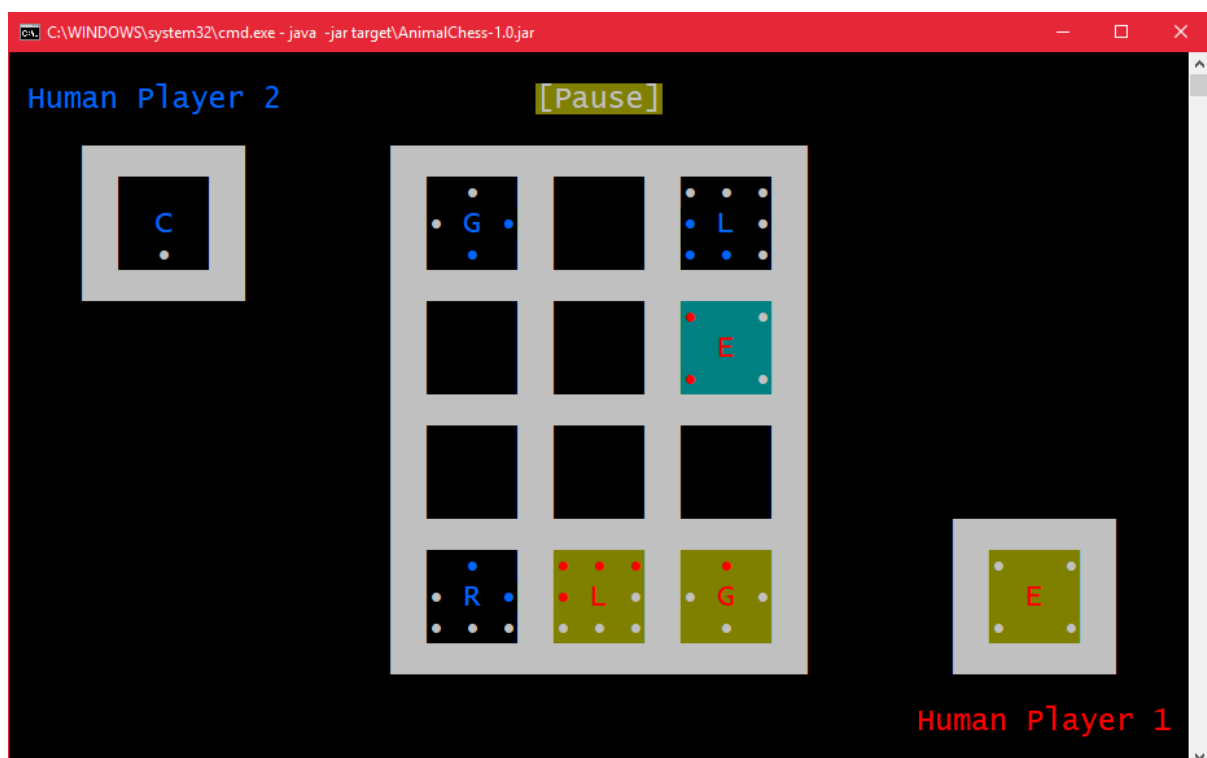 C:\WINDOWS\system32\cmd.exe - java  -jar target\AnimalChess-1.0.jar
Human Player 2 [Pause]
C G L
E
R L G E
Human Player 1